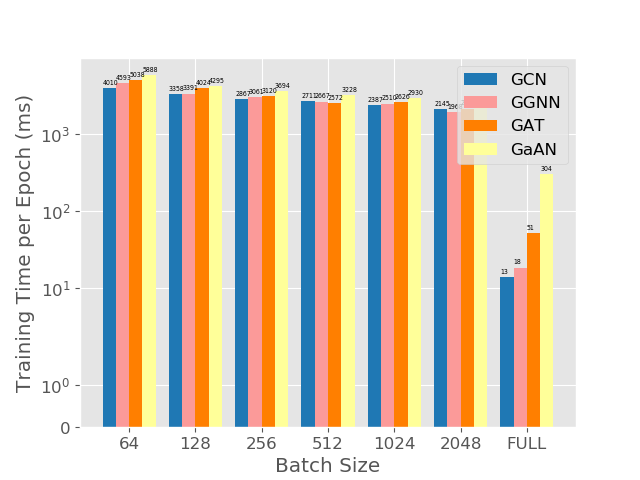 Training Time per Epoch (ms)
10³
10²
10¹
10⁰
0
4010 4593 5038 5888
3358 3391 4024 4295
2867 3061 3120 3694
2711 2667 2572 3228
2387 2510 2626 2930
2145
13 18 51 304
GCN
GGNN
GAT
GaAN
64 128 256 512 1024 2048 FULL
Batch Size